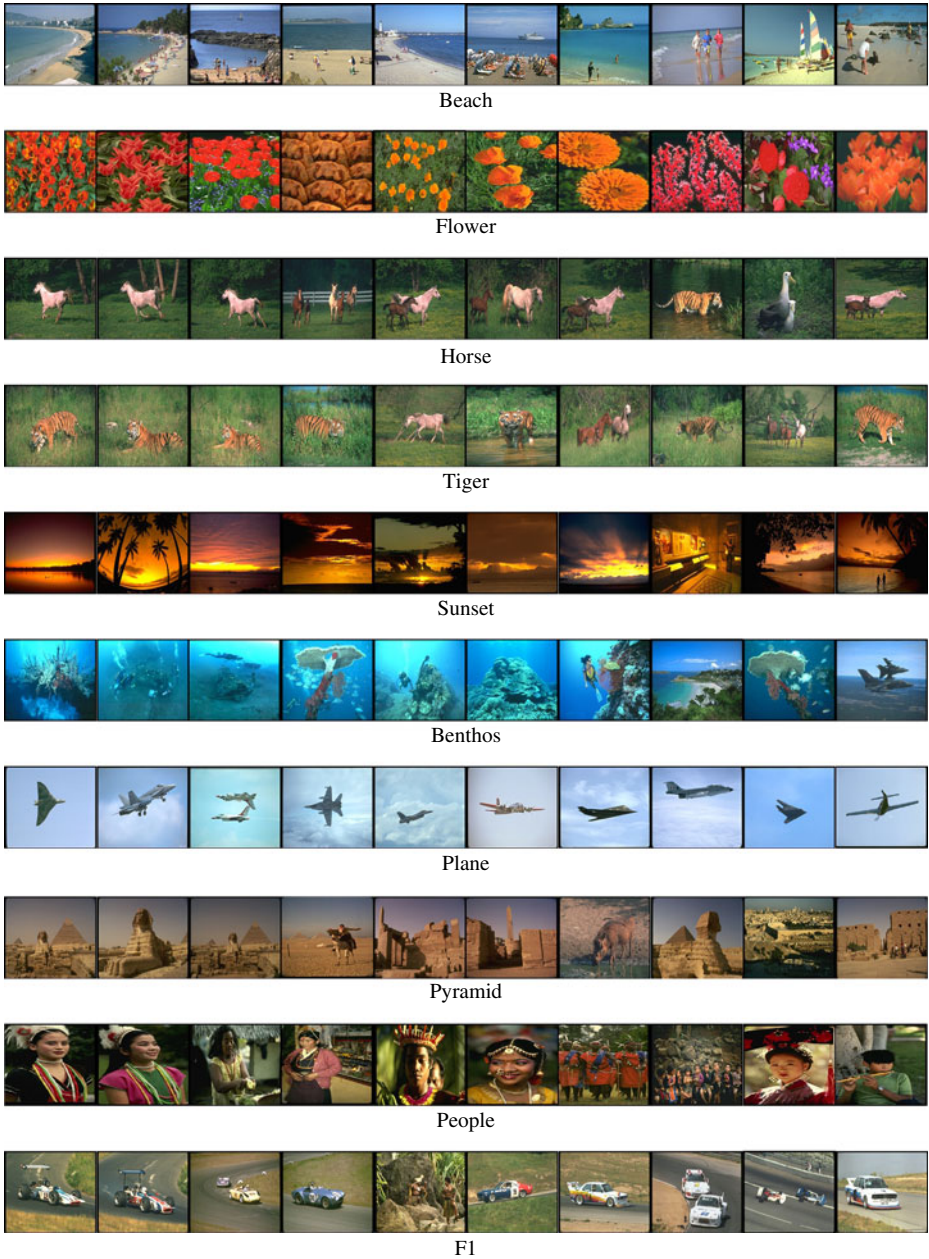 Beach
Flower
Horse
Tiger
Sunset
Benthos
Plane
Pyramid
People
F1